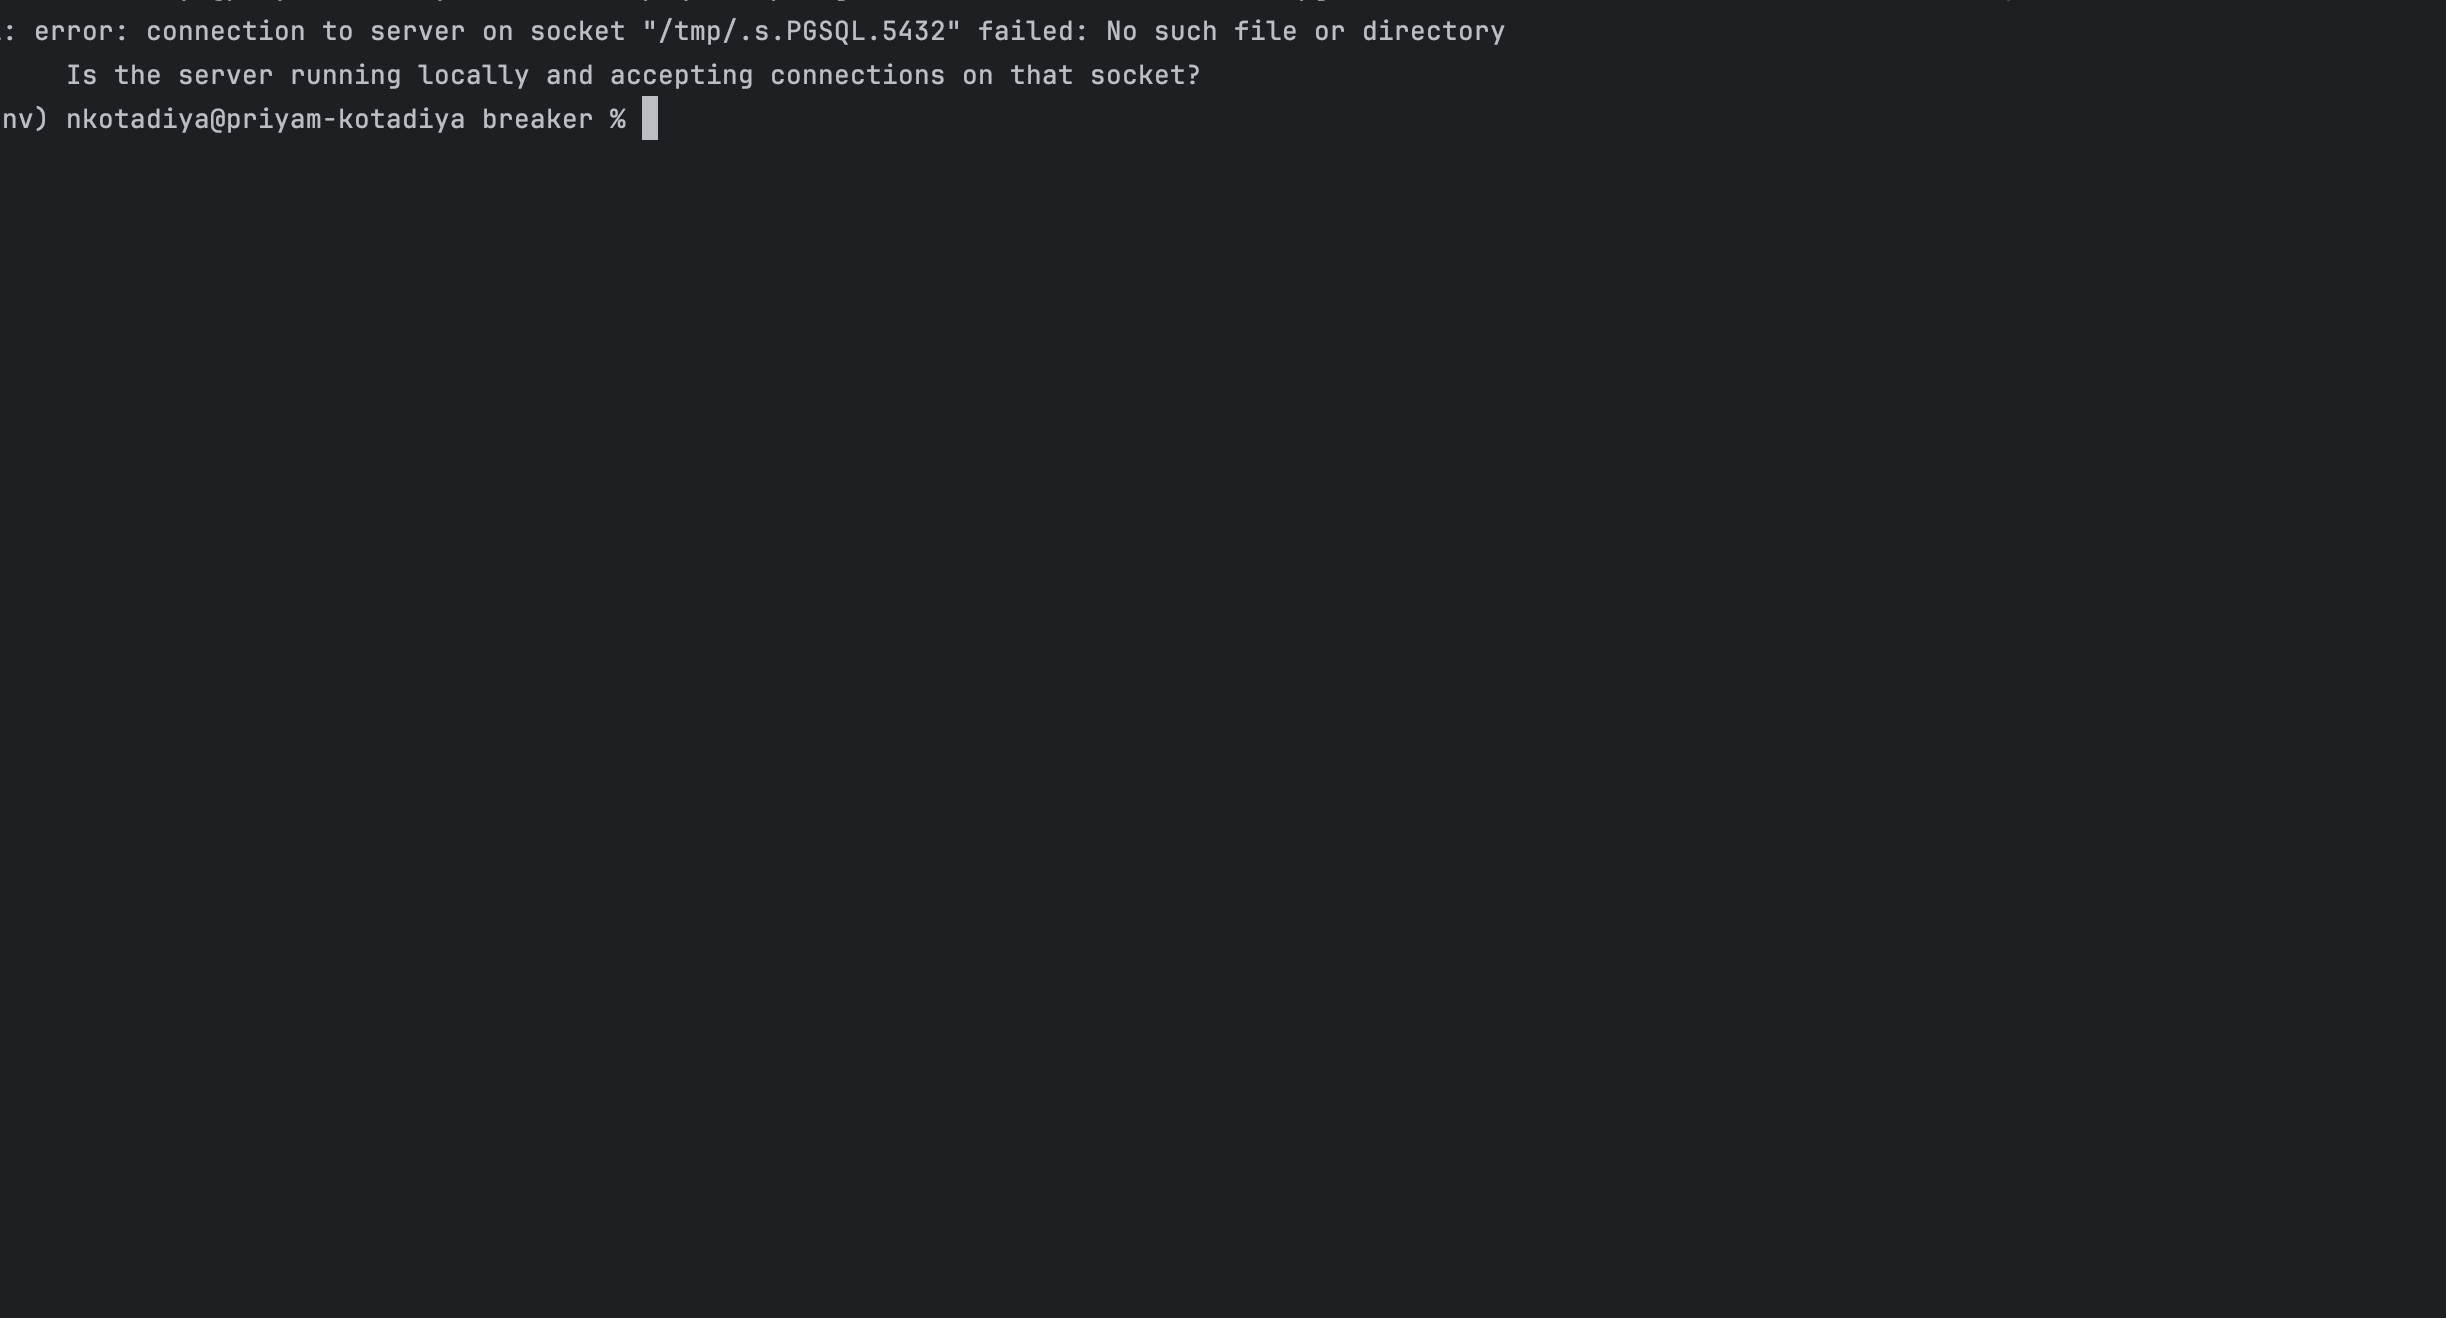 : error: connection to server on socket "/tmp/.s.PGSQL.5432" failed: No such file or directory
Is the server running locally and accepting connections on that socket?
nv) nkotadiya@priyam-kotadiya breaker %